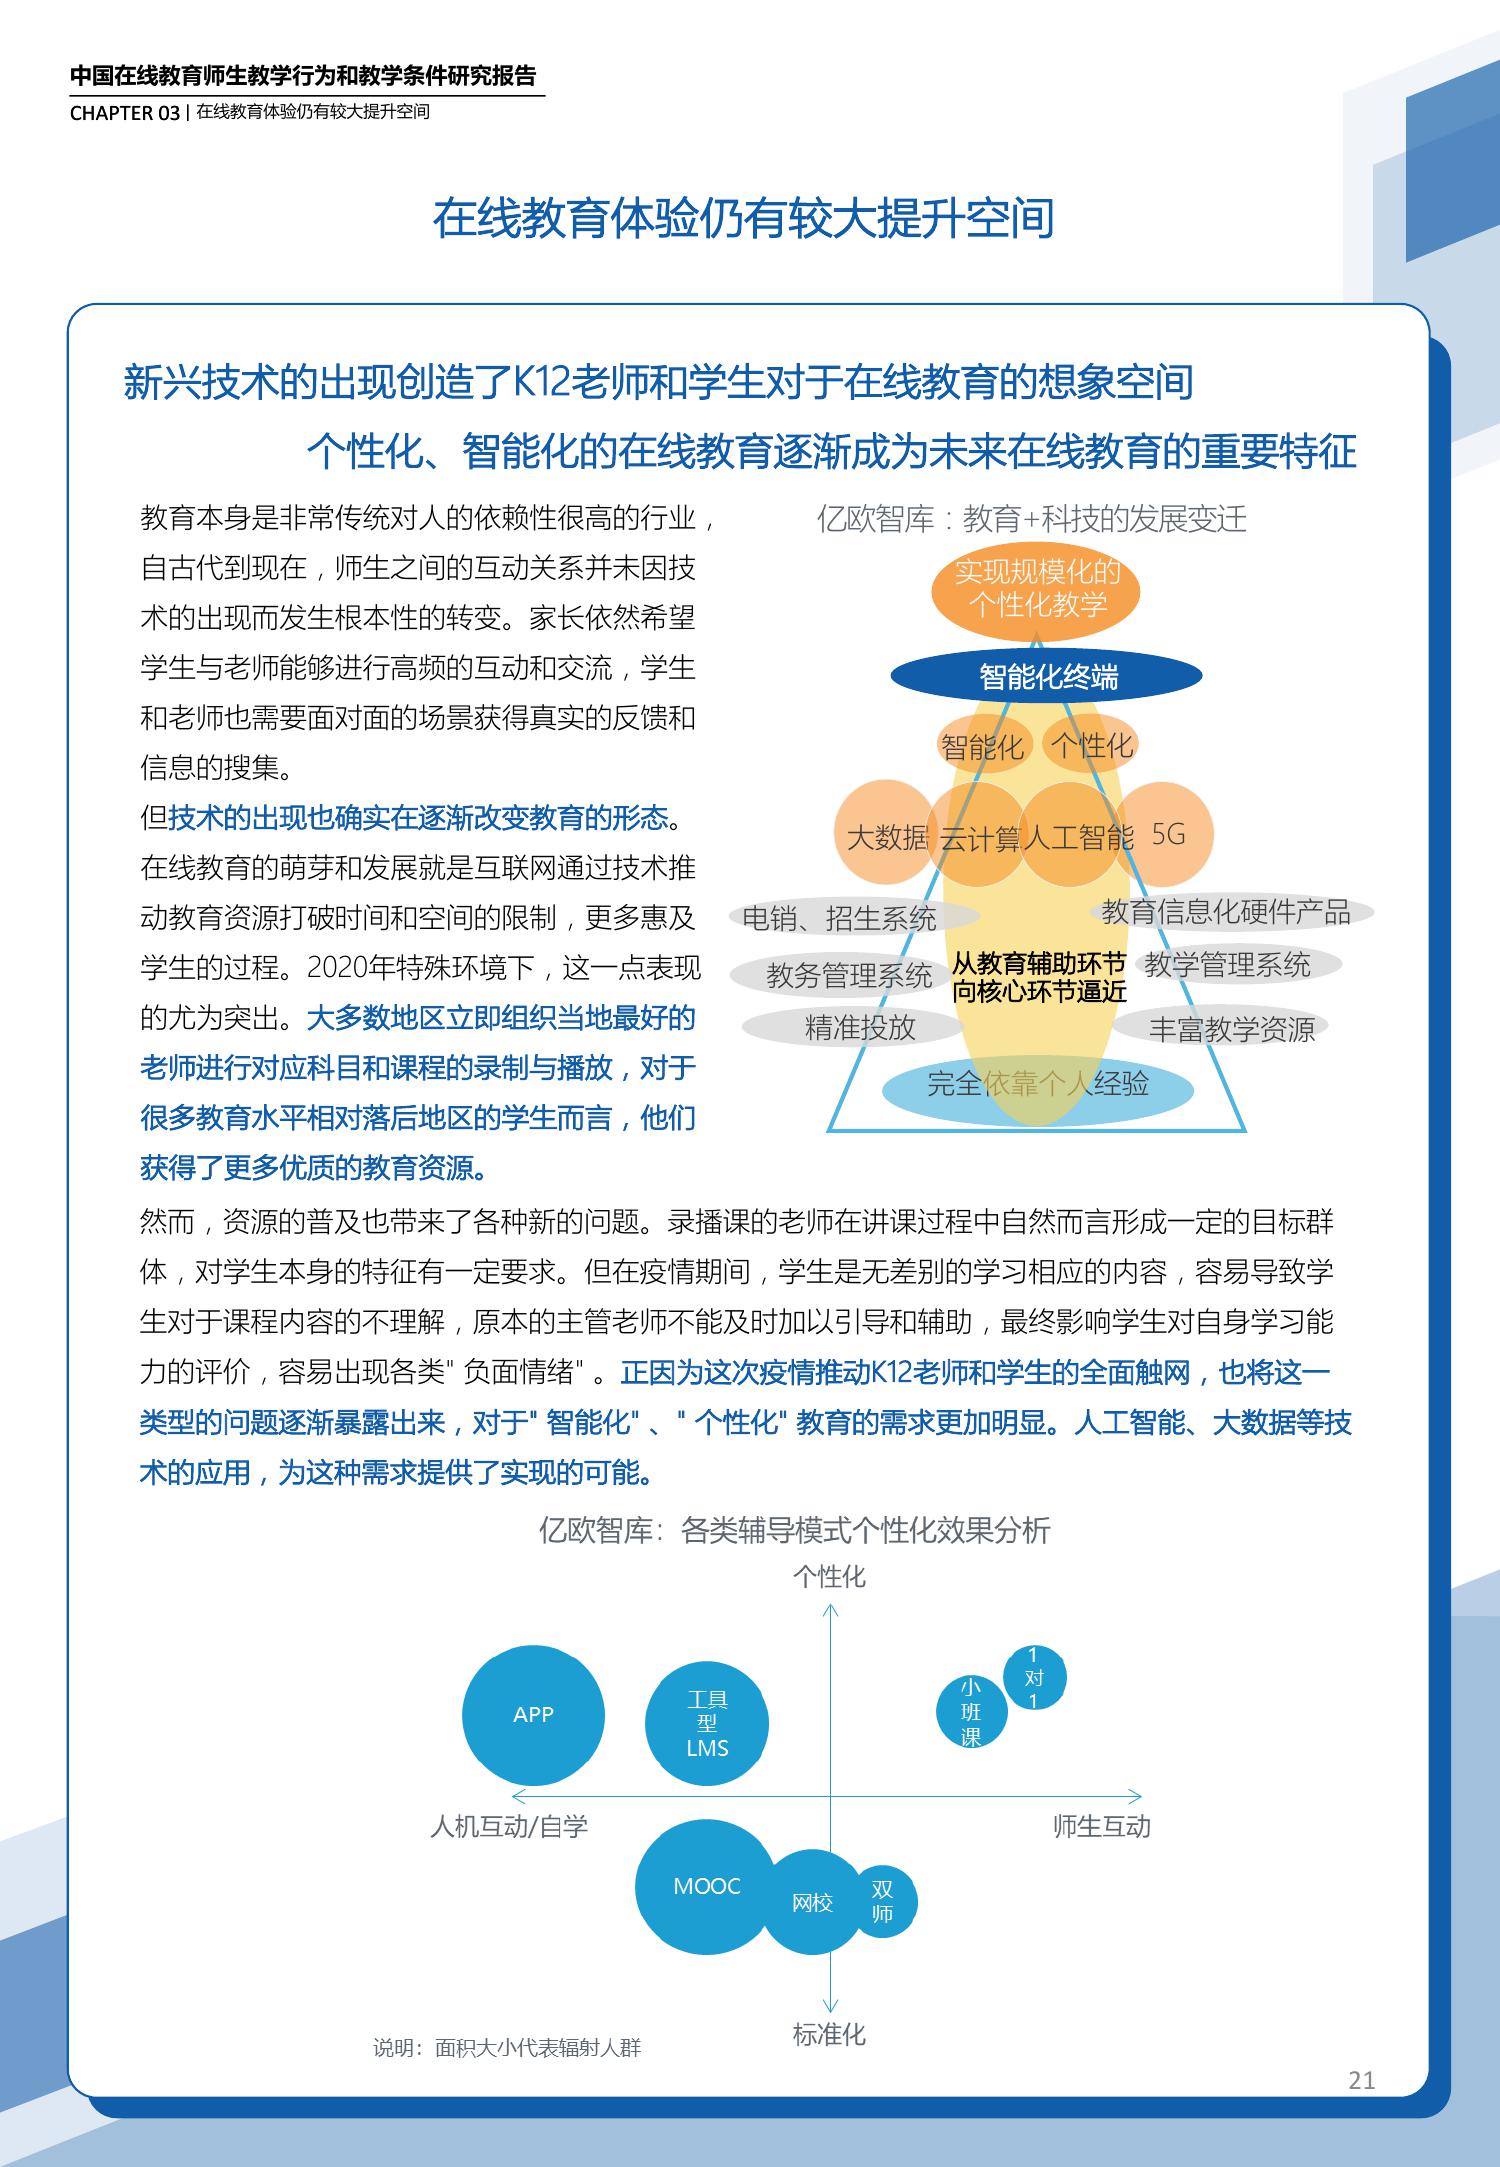 中国在线教育师生教学行为和教学条件研究报告
CHAPTER 03 | 在线教育体验仍有较大提升空间
在线教育体验仍有较大提升空间
新兴技术的出现创造了K12老师和学生对于在线教育的想象空间
个性化、智能化的在线教育逐渐成为未来在线教育的重要特征
教育本身是非常传统对人的依赖性很高的行业，
自古代到现在，师生之间的互动关系并未因技
术的出现而发生根本性的转变。家长依然希望
学生与老师能够进行高频的互动和交流，学生
和老师也需要面对面的场景获得真实的反馈和
信息的搜集。
但技术的出现也确实在逐渐改变教育的形态。
在线教育的萌芽和发展就是互联网通过技术推
动教育资源打破时间和空间的限制，更多惠及
学生的过程。2020年特殊环境下，这一点表现
的尤为突出。大多数地区立即组织当地最好的
老师进行对应科目和课程的录制与播放，对于
很多教育水平相对落后地区的学生而言，他们
获得了更多优质的教育资源。
亿欧智库：教育+科技的发展变迁
实现规模化的
个性化教学
智能化终端
智能化
个性化
大数据
云计算
人工智能
5G
电销、招生系统
教育信息化硬件产品
教务管理系统
从教育辅助环节
向核心环节逼近
教学管理系统
精准投放
丰富教学资源
完全依靠个人经验
然而，资源的普及也带来了各种新的问题。录播课的老师在讲课过程中自然而言形成一定的目标群
体，对学生本身的特征有一定要求。但在疫情期间，学生是无差别的学习相应的内容，容易导致学
生对于课程内容的不理解，原本的主管老师不能及时加以引导和辅助，最终影响学生对自身学习能
力的评价，容易出现各类"负面情绪"。正因为这次疫情推动K12老师和学生的全面触网，也将这一
类型的问题逐渐暴露出来，对于"智能化"、"个性化"教育的需求更加明显。人工智能、大数据等技
术的应用，为这种需求提供了实现的可能。
亿欧智库：各类辅导模式个性化效果分析
个性化
APP
工具
型
LMS
小
班
课
1
对
1
人机互动/自学
师生互动
MOOC
网校
双
师
标准化
说明：面积大小代表辐射人群
21